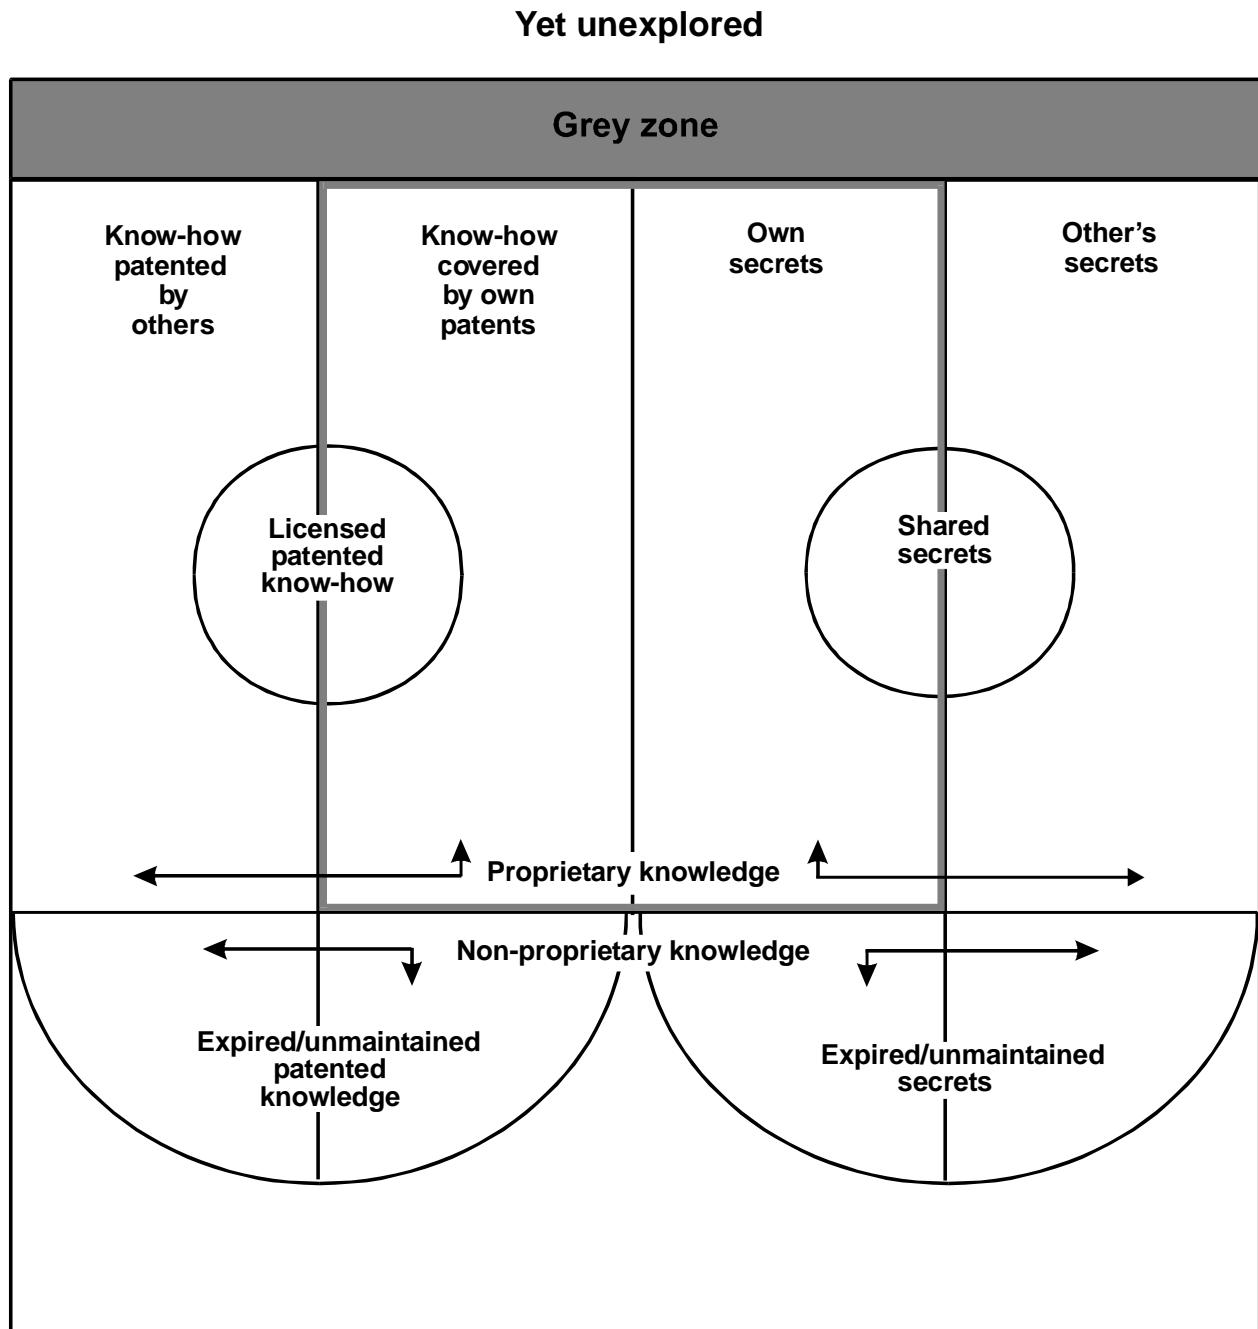 Yet unexplored
Grey zone
Know-how
patented
by
others
Know-how
covered
by own
patents
Own
secrets
Other’s
secrets
Licensed
patented
know-how
Shared
secrets
Proprietary knowledge
Non-proprietary knowledge
Expired/unmaintained
patented
knowledge
Expired/unmaintained
secrets